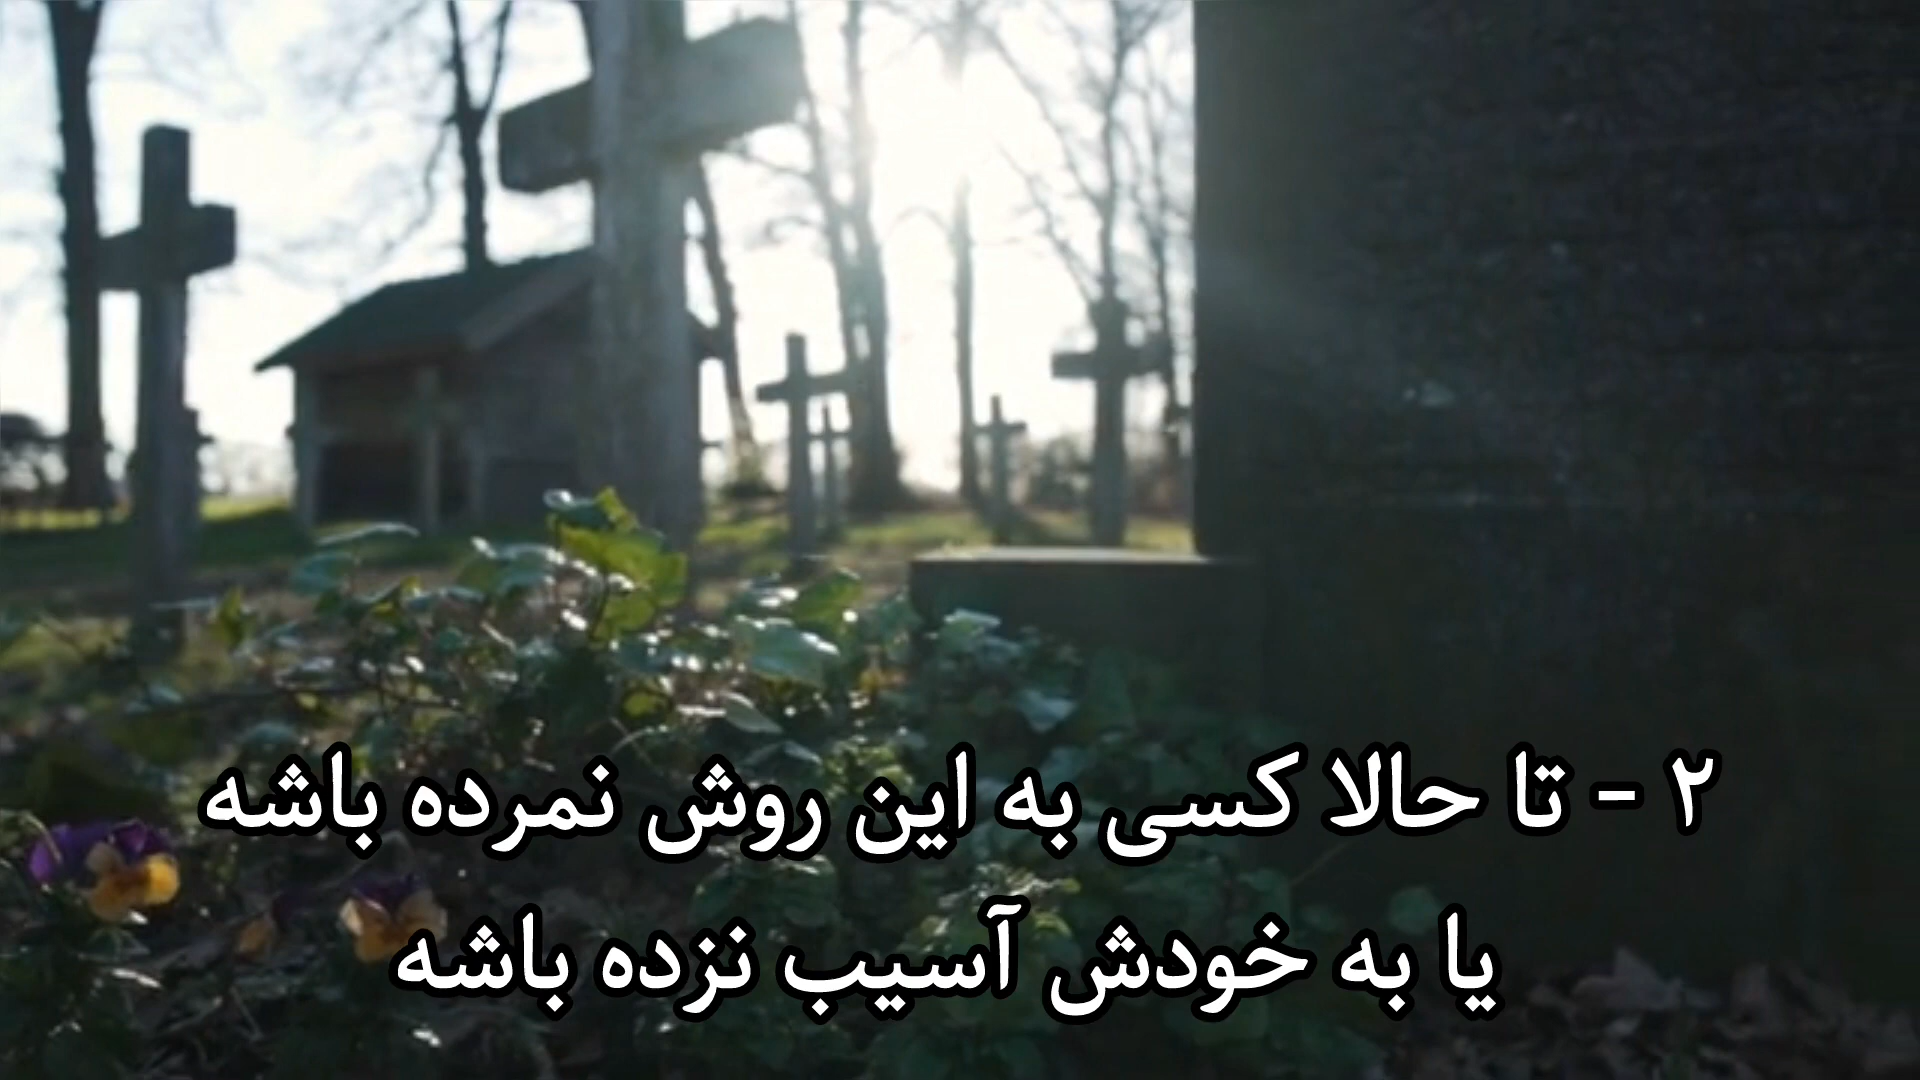 ۲ - تا حالا کسی به این روش نمرده باشه
یا به خودش آسیب نزده باشه